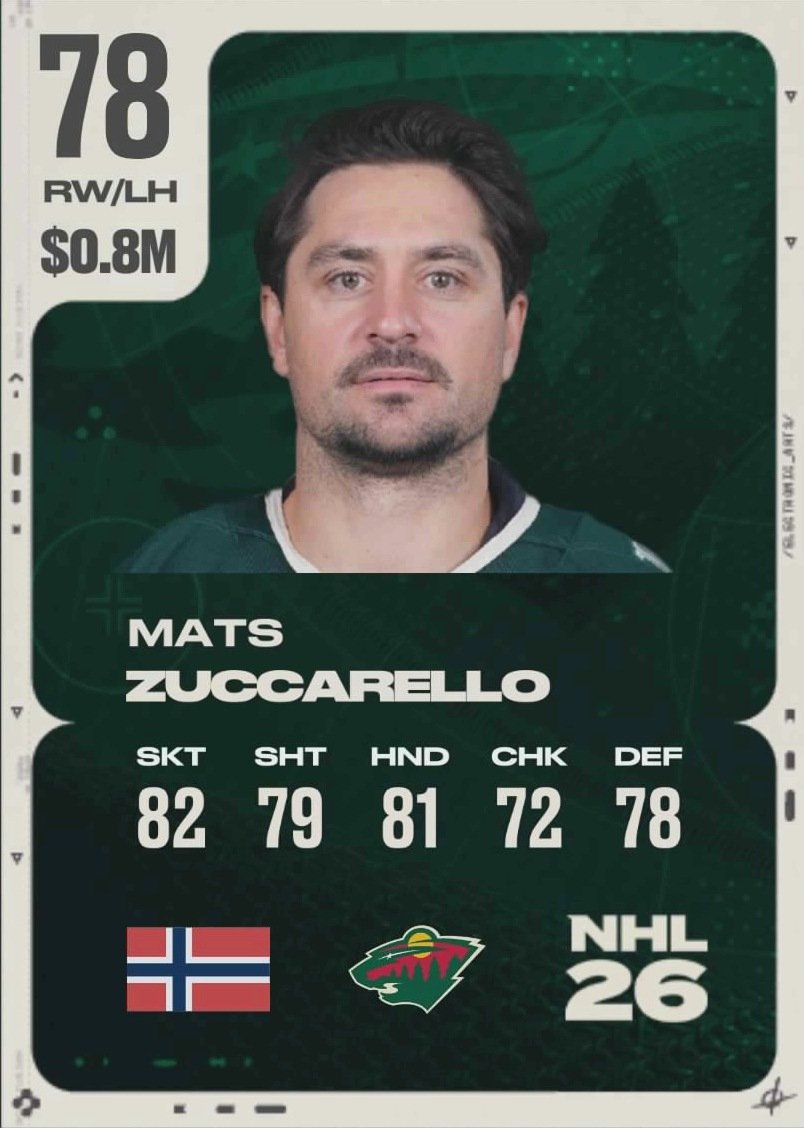 78
RW/LH
$0.8M
MATS
ZUCCARELLO
SKT SHT HND CHK DEF
82 79 81 72 78
NHL
26
/ELECTRONIC_ARTS/